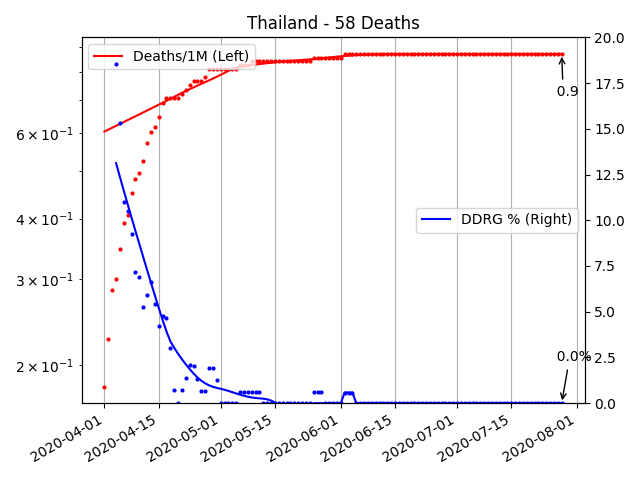 Thailand - 58 Deaths
Deaths/1M (Left)
DDRG % (Right)
6 × 10⁻¹
4 × 10⁻¹
3 × 10⁻¹
2 × 10⁻¹
20.0
17.5
15.0
12.5
10.0
7.5
5.0
2.5
0.0
0.9
0.0%
2020-04-01
2020-04-15
2020-05-01
2020-05-15
2020-06-01
2020-06-15
2020-07-01
2020-07-15
2020-08-01